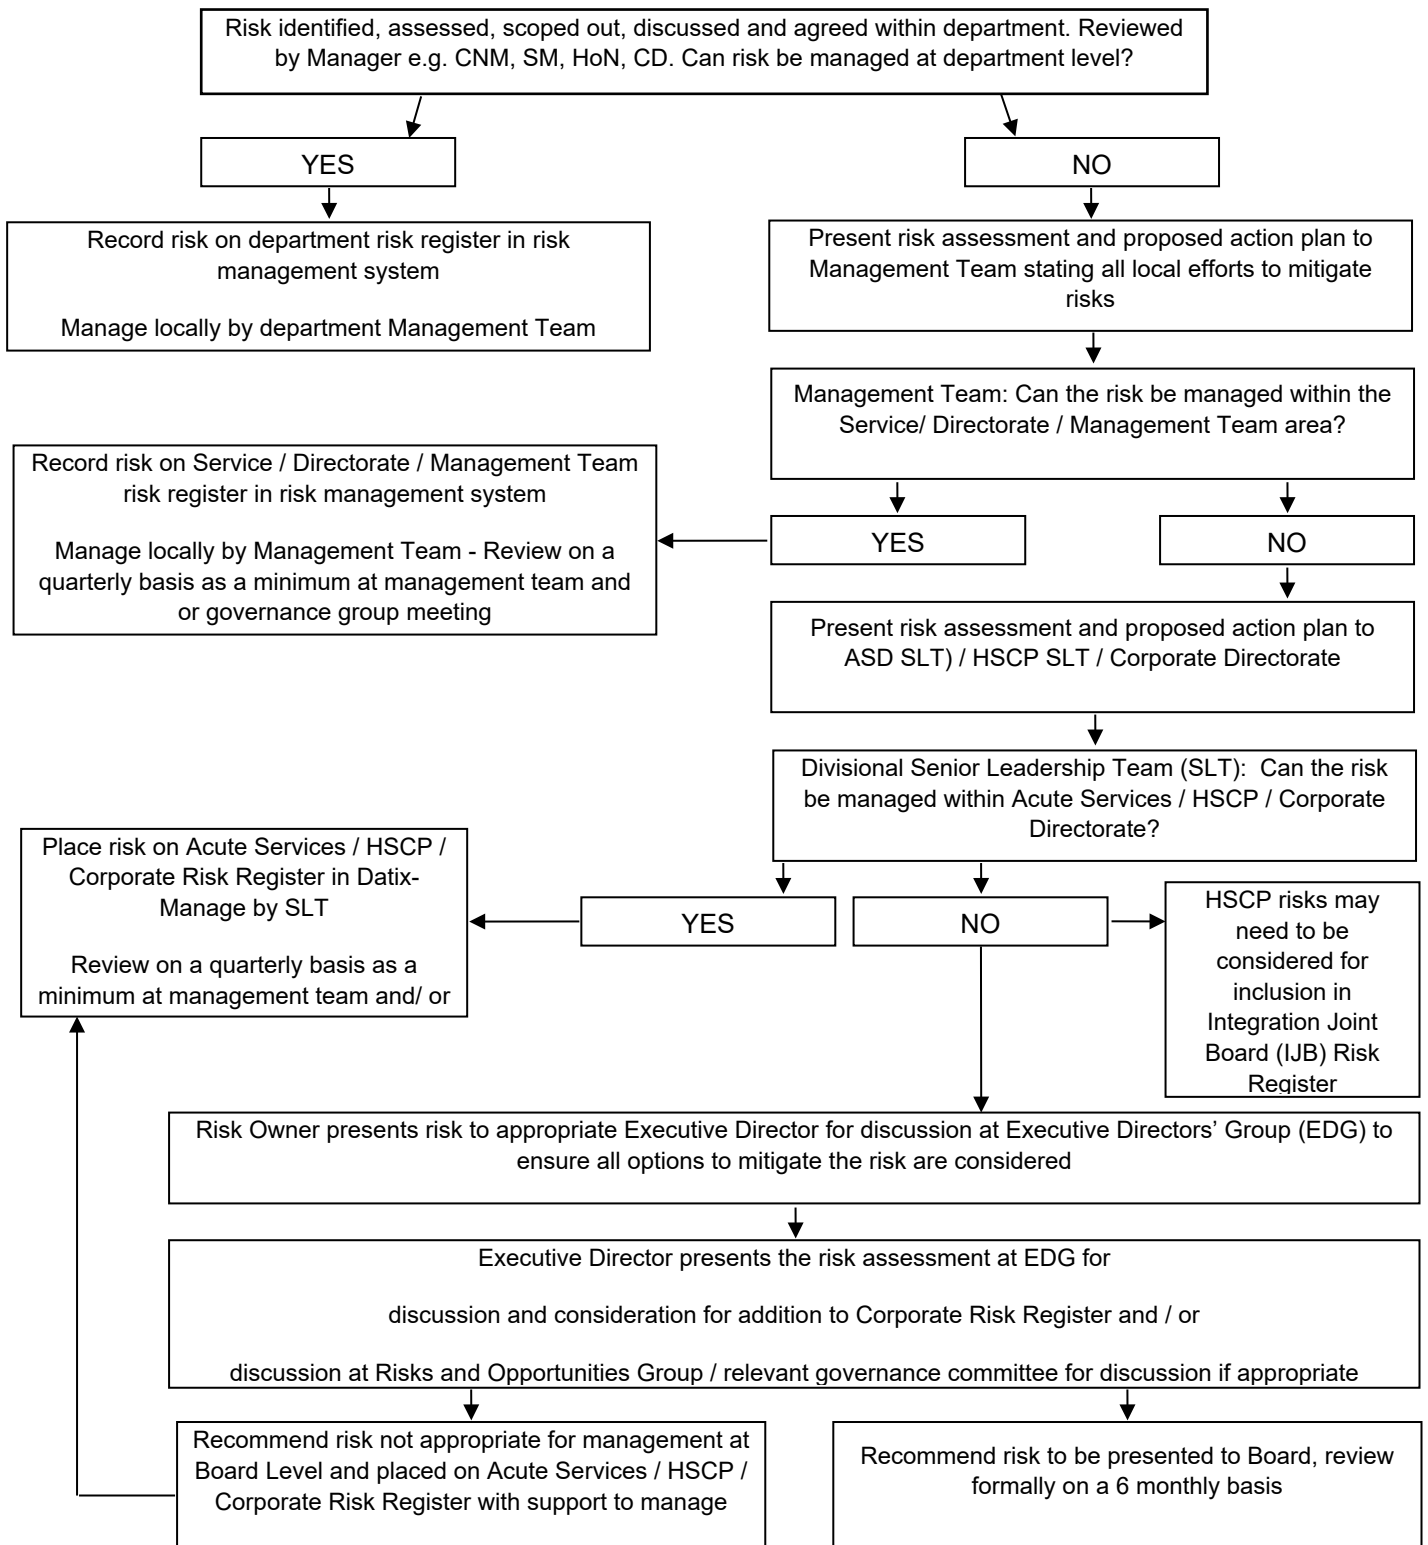 Risk identified, assessed, scoped out, discussed and agreed within department. Reviewed
by Manager e.g. CNM, SM, HoN, CD. Can risk be managed at department level?
YES
NO
Record risk on department risk register in risk
management system
Manage locally by department Management Team
Present risk assessment and proposed action plan to
Management Team stating all local efforts to mitigate
risks
Management Team: Can the risk be managed within the
Service/ Directorate / Management Team area?
Record risk on Service / Directorate / Management Team
risk register in risk management system
Manage locally by Management Team - Review on a
quarterly basis as a minimum at management team and
or governance group meeting
YES
NO
Present risk assessment and proposed action plan to
ASD SLT) / HSCP SLT / Corporate Directorate
Divisional Senior Leadership Team (SLT):  Can the risk
be managed within Acute Services / HSCP / Corporate
Directorate?
Place risk on Acute Services / HSCP /
Corporate Risk Register in Datix-
Manage by SLT
Review on a quarterly basis as a
minimum at management team and/ or
YES
NO
HSCP risks may
need to be
considered for
inclusion in
Integration Joint
Board (IJB) Risk
Register
Risk Owner presents risk to appropriate Executive Director for discussion at Executive Directors’ Group (EDG) to
ensure all options to mitigate the risk are considered
Executive Director presents the risk assessment at EDG for
discussion and consideration for addition to Corporate Risk Register and / or
discussion at Risks and Opportunities Group / relevant governance committee for discussion if appropriate
Recommend risk not appropriate for management at
Board Level and placed on Acute Services / HSCP /
Corporate Risk Register with support to manage
Recommend risk to be presented to Board, review
formally on a 6 monthly basis